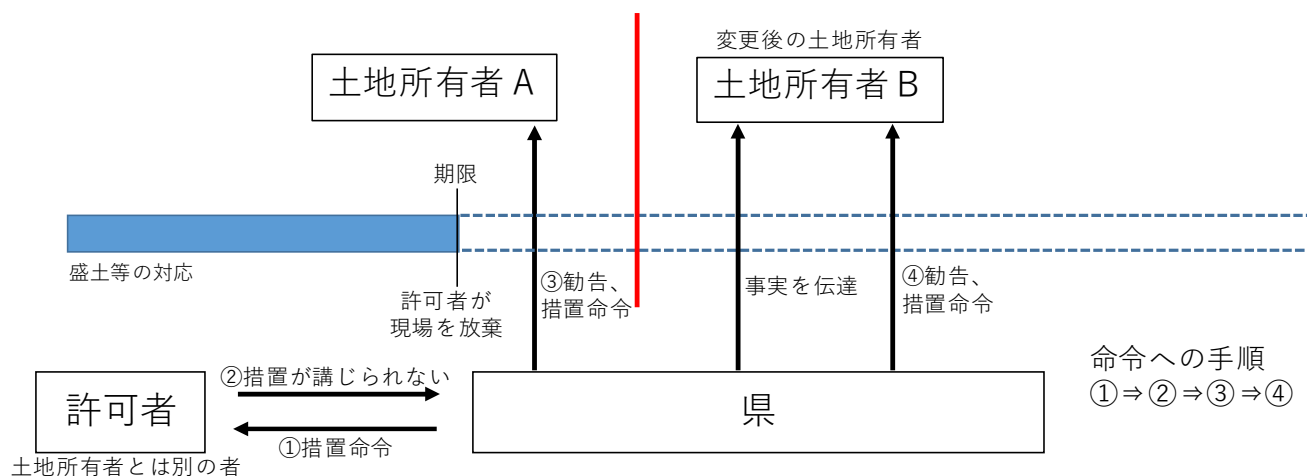 変更後の土地所有者
土地所有者A
土地所有者B
期限
盛土等の対応
許可者が
現場を放棄
③勧告、
措置命令
事実を伝達
④勧告、
措置命令
命令への手順
①⇒②⇒③⇒④
②措置が講じられない
許可者
県
①措置命令
土地所有者とは別の者